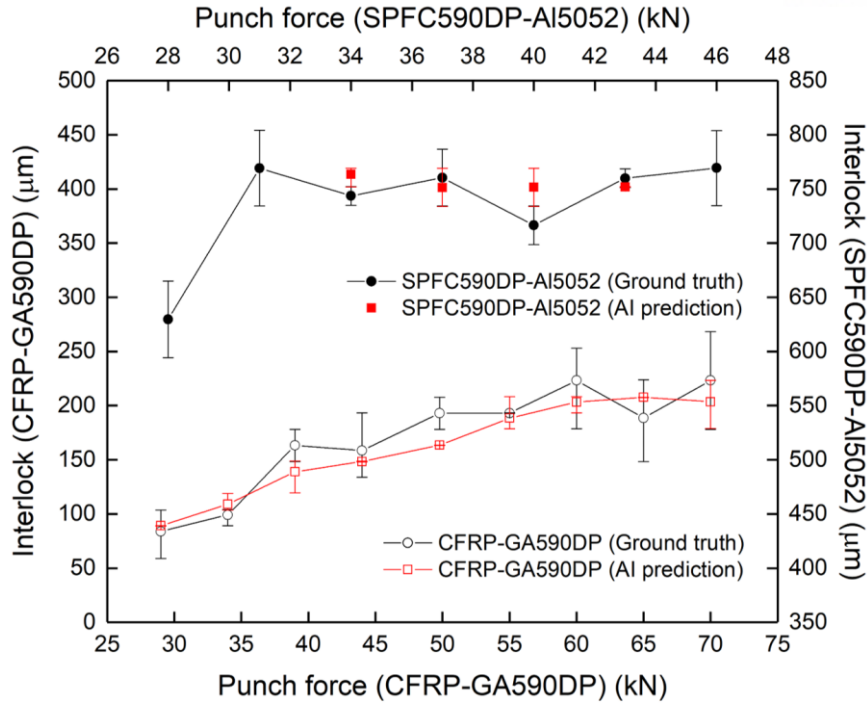 Punch force (SPFC590DP-Al5052) (kN)
26 28 30 32 34 36 38 40 42 44 46 48
500 850
450 800
400 750
350 700
300 650
250 600
200 550
150 500
100 450
50 400
0 350
Interlock (CFRP-GA590DP) (μm)
Interlock (SPFC590DP-Al5052) (μm)
SPFC590DP-Al5052 (Ground truth)
SPFC590DP-Al5052 (AI prediction)
CFRP-GA590DP (Ground truth)
CFRP-GA590DP (AI prediction)
25 30 35 40 45 50 55 60 65 70 75
Punch force (CFRP-GA590DP) (kN)